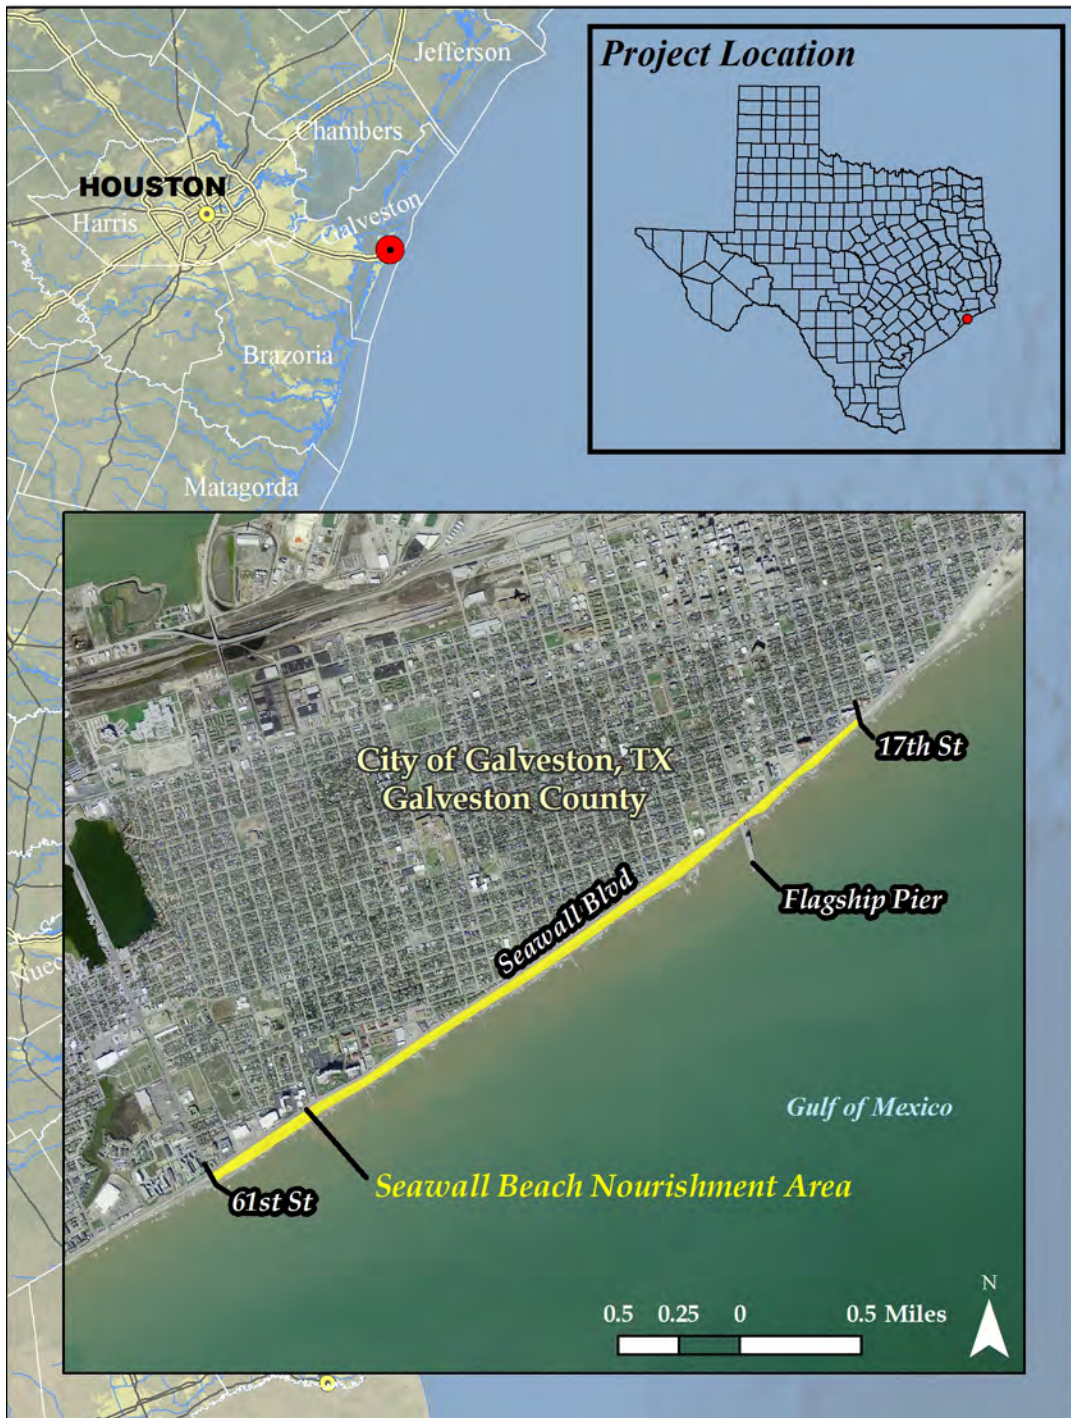 Jefferson
Project Location
Chambers
HOUSTON
Harris
Galveston
Brazoria
Matagorda
City of Galveston, TX
Galveston County
17th St
Flagship Pier
Seawall Blvd
Gulf of Mexico
Seawall Beach Nourishment Area
61st St
N
0.5 0.25 0 0.5 Miles